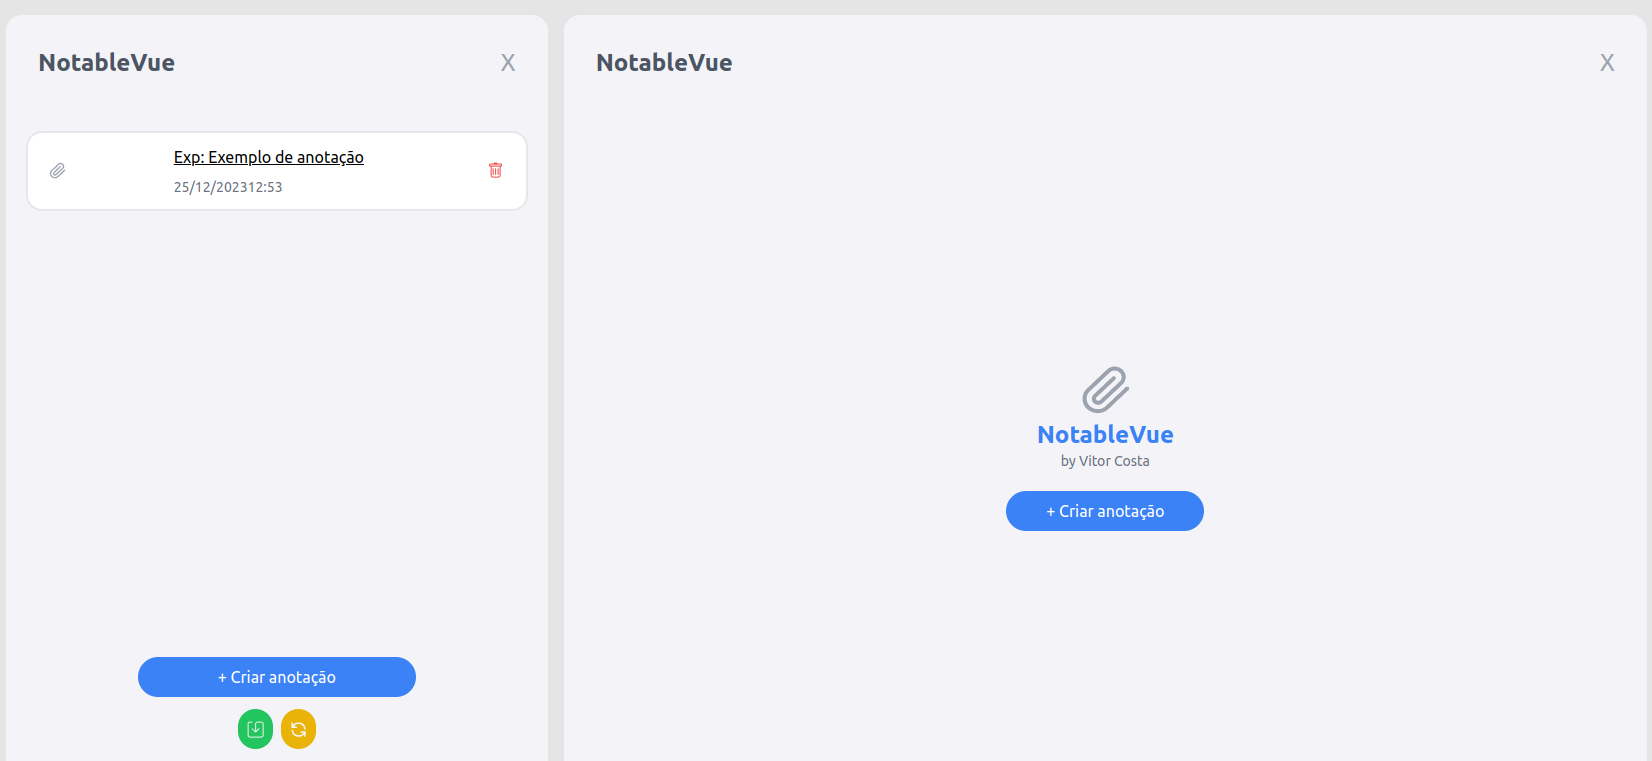 NotableVue
X
Exp: Exemplo de anotação
25/12/202312:53
+ Criar anotação
NotableVue
X
NotableVue
by Vitor Costa
+ Criar anotação